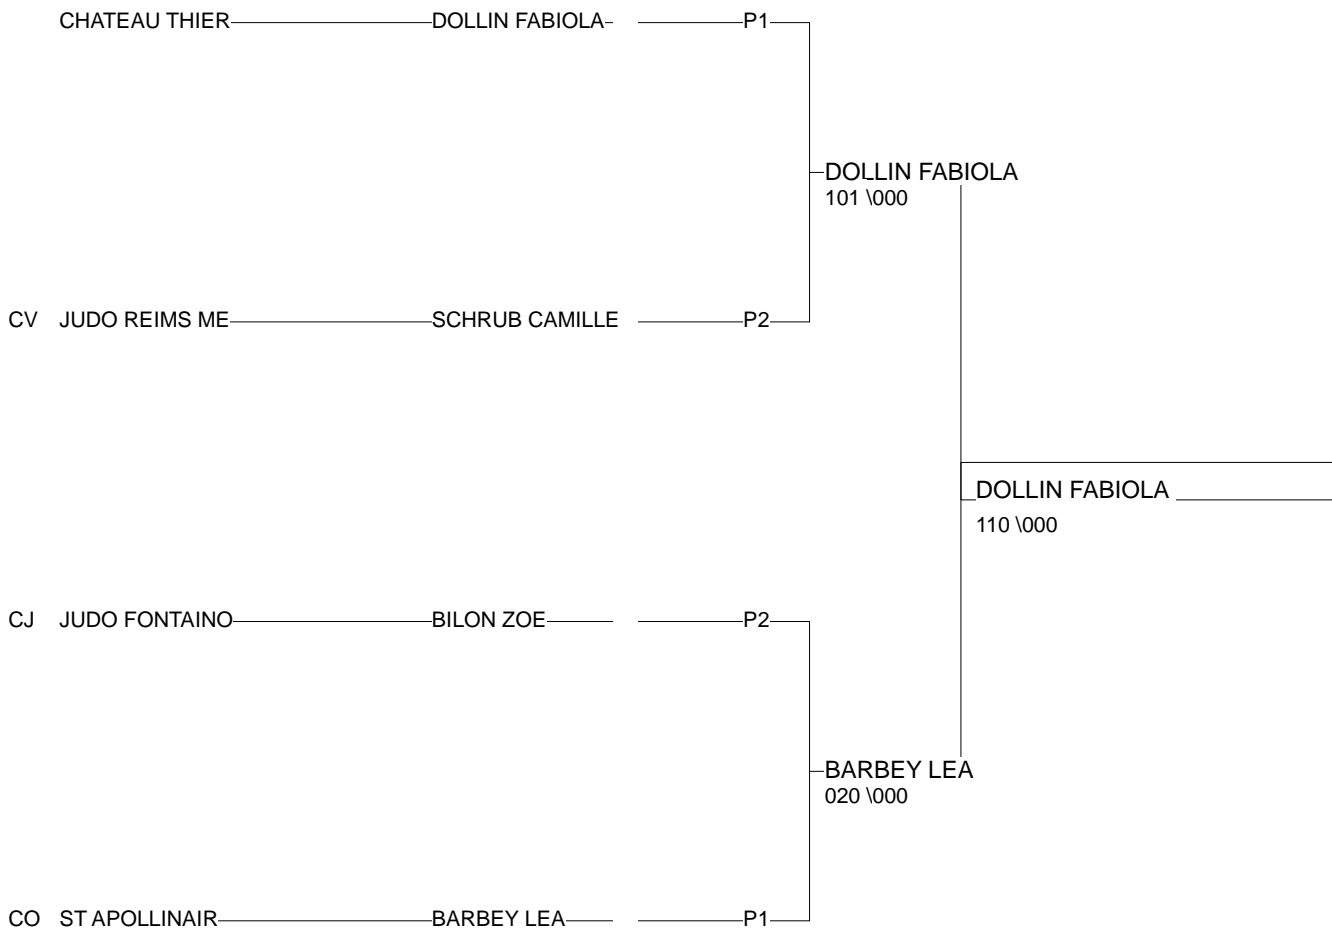 CHATEAU THIER DOLLIN FABIOLA P1
DOLLIN FABIOLA
101 \000
CV JUDO REIMS ME SCHRUB CAMILLE P2
DOLLIN FABIOLA
110 \000
CJ JUDO FONTAINO BILON ZOE P2
BARBEY LEA
020 \000
CO ST APOLLINAIR BARBEY LEA P1